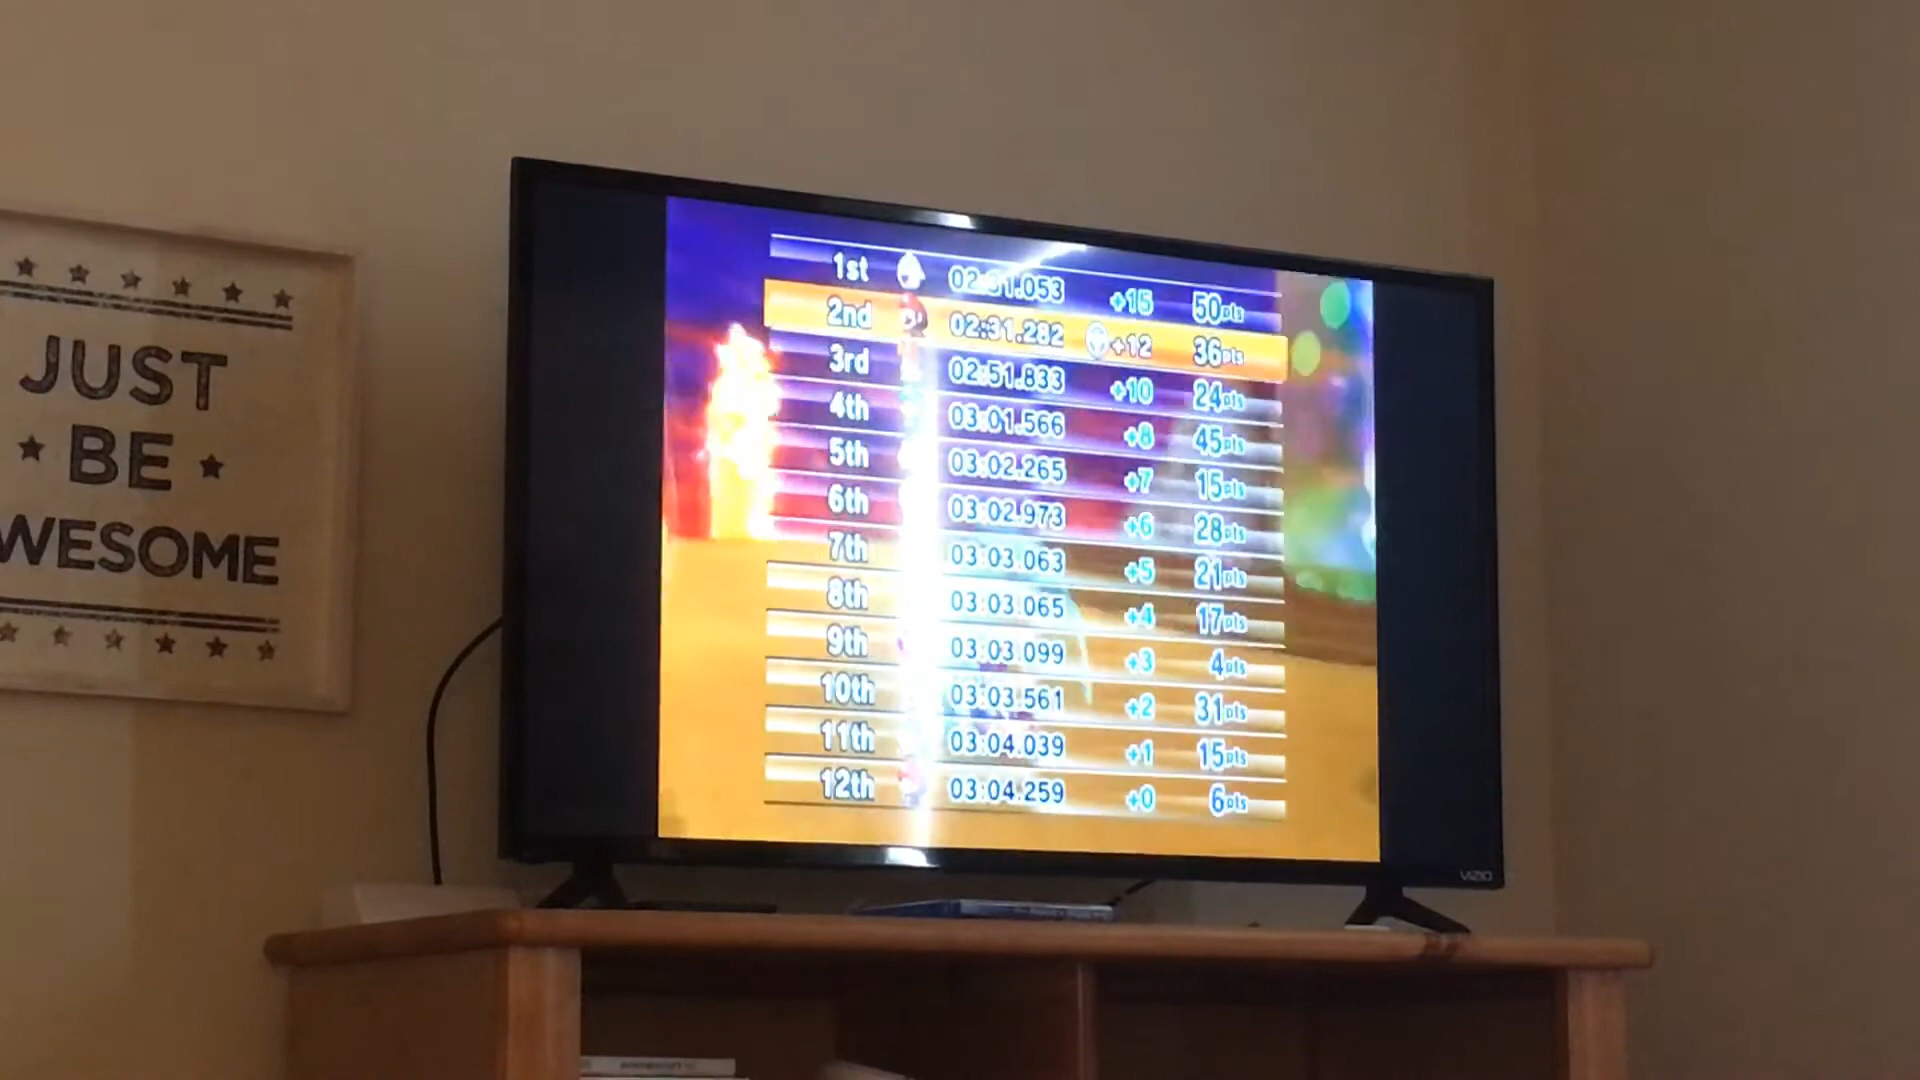 JUST
BE
WESOME
1st 02:31.053 +15 50pts
2nd 02:31.282 +12 36pts
3rd 02:51.833 +10 24pts
4th 03:01.566 +8 45pts
5th 03:02.265 +7 15pts
6th 03:02.973 +6 28pts
7th 03:03.063 +5 21pts
8th 03:03.065 +4 17pts
9th 03:03.099 +3 4pts
10th 03:03.561 +2 31pts
11th 03:04.039 +1 15pts
12th 03:04.259 +0 6pts
VIZIO